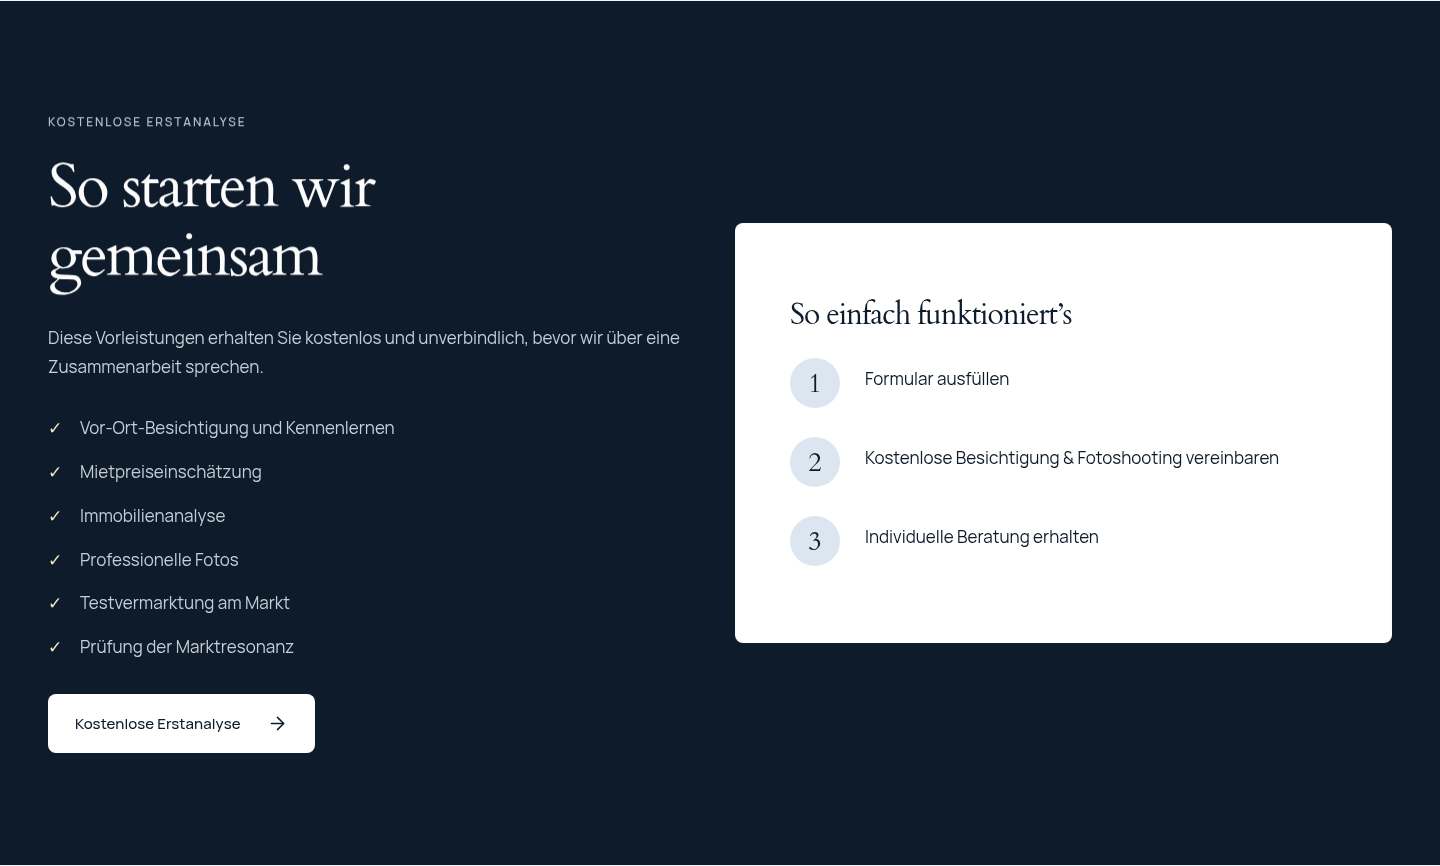 KOSTENLOSE ERSTANALYSE
So starten wir
gemeinsam
Diese Vorleistungen erhalten Sie kostenlos und unverbindlich, bevor wir über eine
Zusammenarbeit sprechen.
✓ Vor-Ort-Besichtigung und Kennenlernen
✓ Mietpreiseinschätzung
✓ Immobilienanalyse
✓ Professionelle Fotos
✓ Testvermarktung am Markt
✓ Prüfung der Marktresonanz
Kostenlose Erstanalyse →
So einfach funktioniert’s
1 Formular ausfüllen
2 Kostenlose Besichtigung & Fotoshooting vereinbaren
3 Individuelle Beratung erhalten